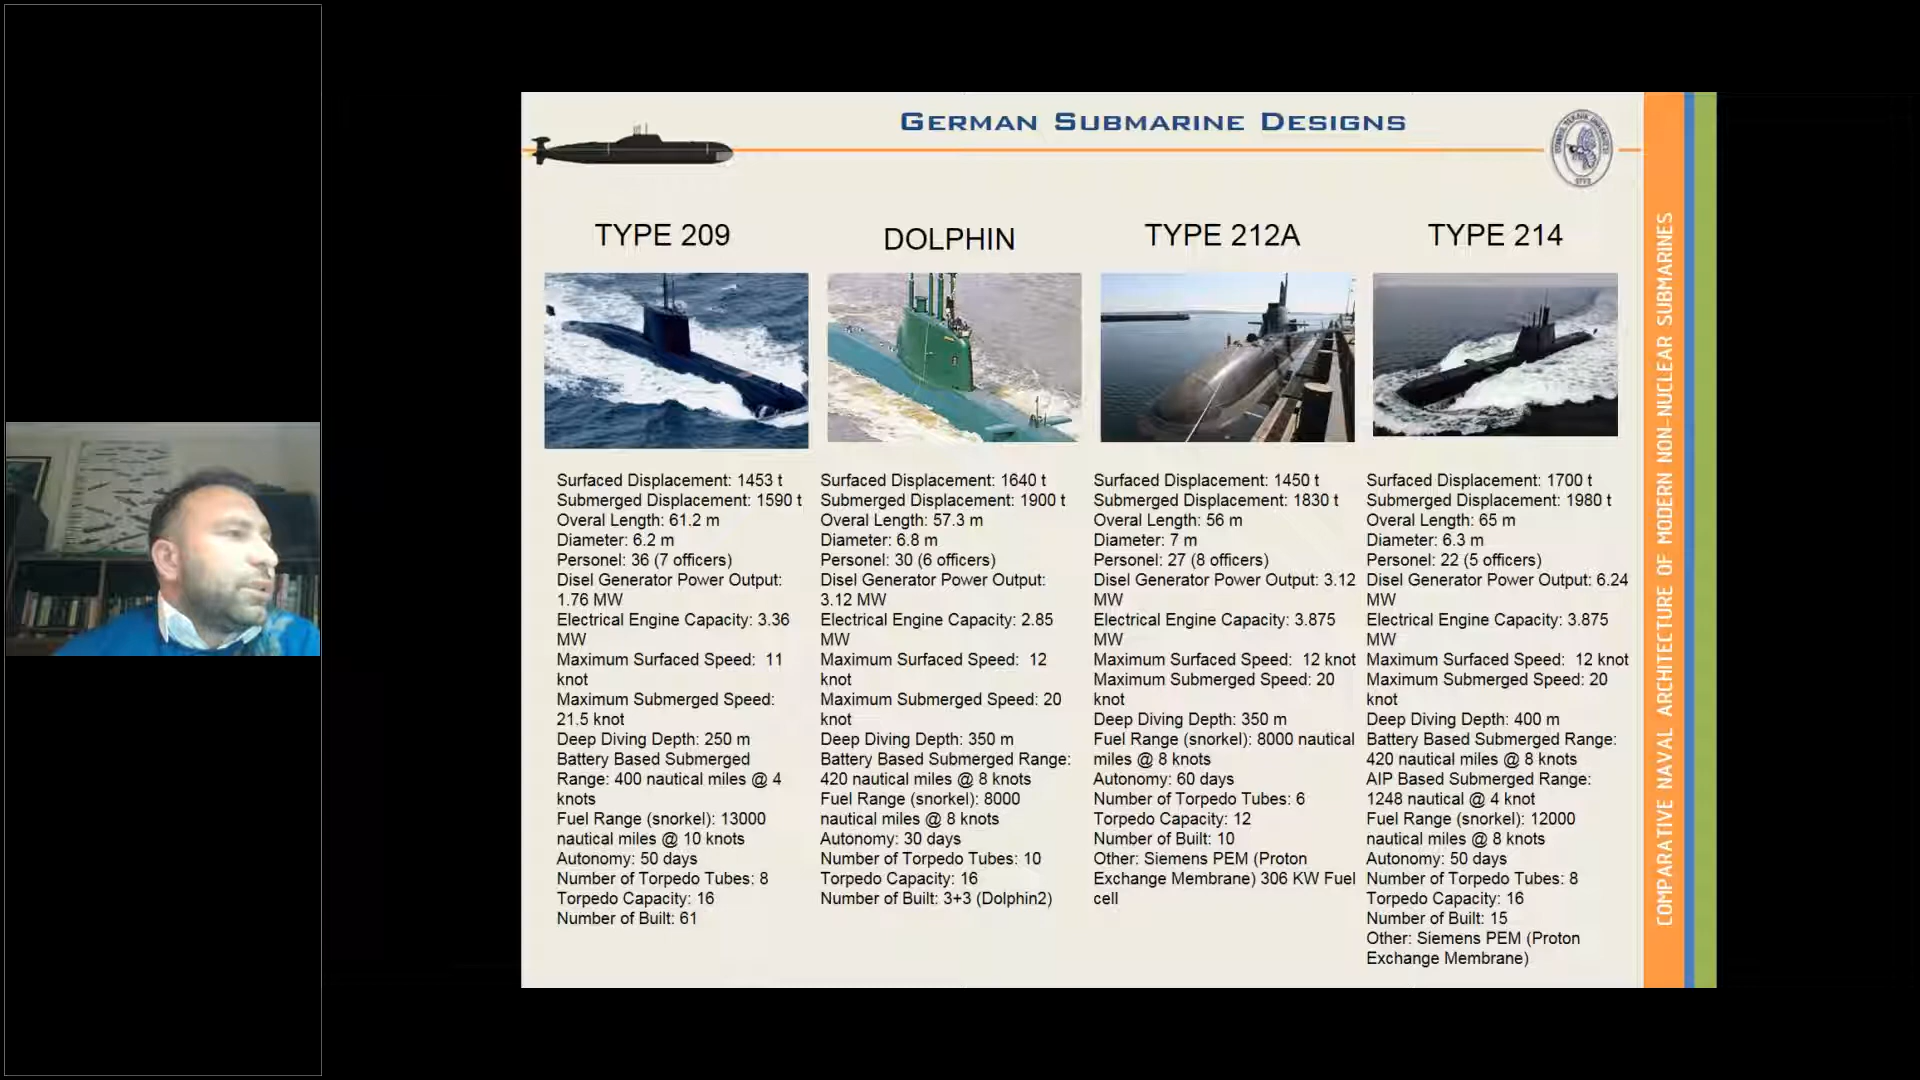 GERMAN SUBMARINE DESIGNS
TYPE 209
Surfaced Displacement: 1453 t
Submerged Displacement: 1590 t
Overal Length: 61.2 m
Diameter: 6.2 m
Personel: 36 (7 officers)
Disel Generator Power Output:
1.76 MW
Electrical Engine Capacity: 3.36
MW
Maximum Surfaced Speed:  11
knot
Maximum Submerged Speed:
21.5 knot
Deep Diving Depth: 250 m
Battery Based Submerged
Range: 400 nautical miles @ 4
knots
Fuel Range (snorkel): 13000
nautical miles @ 10 knots
Autonomy: 50 days
Number of Torpedo Tubes: 8
Torpedo Capacity: 16
Number of Built: 61
DOLPHIN
Surfaced Displacement: 1640 t
Submerged Displacement: 1900 t
Overal Length: 57.3 m
Diameter: 6.8 m
Personel: 30 (6 officers)
Disel Generator Power Output:
3.12 MW
Electrical Engine Capacity: 2.85
MW
Maximum Surfaced Speed:  12
knot
Maximum Submerged Speed: 20
knot
Deep Diving Depth: 350 m
Battery Based Submerged Range:
420 nautical miles @ 8 knots
Fuel Range (snorkel): 8000
nautical miles @ 8 knots
Autonomy: 30 days
Number of Torpedo Tubes: 10
Torpedo Capacity: 16
Number of Built: 3+3 (Dolphin2)
TYPE 212A
Surfaced Displacement: 1450 t
Submerged Displacement: 1830 t
Overal Length: 56 m
Diameter: 7 m
Personel: 27 (8 officers)
Disel Generator Power Output: 3.12
MW
Electrical Engine Capacity: 3.875
MW
Maximum Surfaced Speed:  12 knot
Maximum Submerged Speed: 20
knot
Deep Diving Depth: 350 m
Fuel Range (snorkel): 8000 nautical
miles @ 8 knots
Autonomy: 60 days
Number of Torpedo Tubes: 6
Torpedo Capacity: 12
Number of Built: 10
Other: Siemens PEM (Proton
Exchange Membrane) 306 KW Fuel
cell
TYPE 214
Surfaced Displacement: 1700 t
Submerged Displacement: 1980 t
Overal Length: 65 m
Diameter: 6.3 m
Personel: 22 (5 officers)
Disel Generator Power Output: 6.24
MW
Electrical Engine Capacity: 3.875
MW
Maximum Surfaced Speed:  12 knot
Maximum Submerged Speed: 20
knot
Deep Diving Depth: 400 m
Battery Based Submerged Range:
420 nautical miles @ 8 knots
AIP Based Submerged Range:
1248 nautical @ 4 knot
Fuel Range (snorkel): 12000
nautical miles @ 8 knots
Autonomy: 50 days
Number of Torpedo Tubes: 8
Torpedo Capacity: 16
Number of Built: 15
Other: Siemens PEM (Proton
Exchange Membrane)
COMPARATIVE NAVAL ARCHITECTURE OF MODERN NON-NUCLEAR SUBMARINES